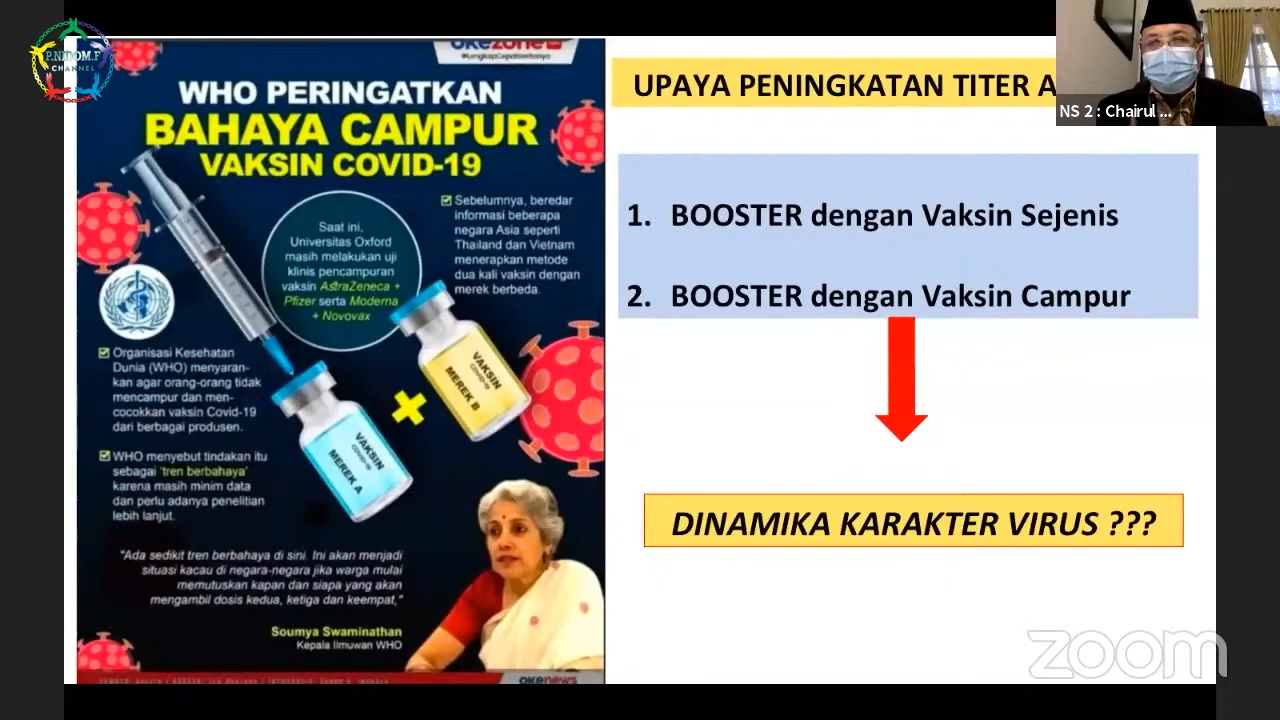 P.NIDOM.F
CHANNEL
okezone
#LengkapCepatBeritanya
WHO PERINGATKAN
BAHAYA CAMPUR
VAKSIN COVID-19
Saat ini,
Universitas Oxford
masih melakukan uji
klinis pencampuran
vaksin AstraZeneca +
Pfizer serta Moderna
+ Novovax
Sebelumnya, beredar
informasi beberapa
negara Asia seperti
Thailand dan Vietnam
menerapkan metode
dua kali vaksin dengan
merek berbeda.
Organisasi Kesehatan
Dunia (WHO) menyaran-
kan agar orang-orang tidak
mencampur dan men-
cocokkan vaksin Covid-19
dari berbagai produsen.
WHO menyebut tindakan itu
sebagai 'tren berbahaya'
karena masih minim data
dan perlu adanya penelitian
lebih lanjut.
VAKSIN
COVID-19
MEREK A
VAKSIN
COVID-19
MEREK B
"Ada sedikit tren berbahaya di sini. Ini akan menjadi
situasi kacau di negara-negara jika warga mulai
memutuskan kapan dan siapa yang akan
mengambil dosis kedua, ketiga dan keempat,"
Soumya Swaminathan
Kepala Ilmuwan WHO
okenews
UPAYA PENINGKATAN TITER A
1. BOOSTER dengan Vaksin Sejenis
2. BOOSTER dengan Vaksin Campur
DINAMIKA KARAKTER VIRUS ???
NS 2 : Chairul ...
zoom